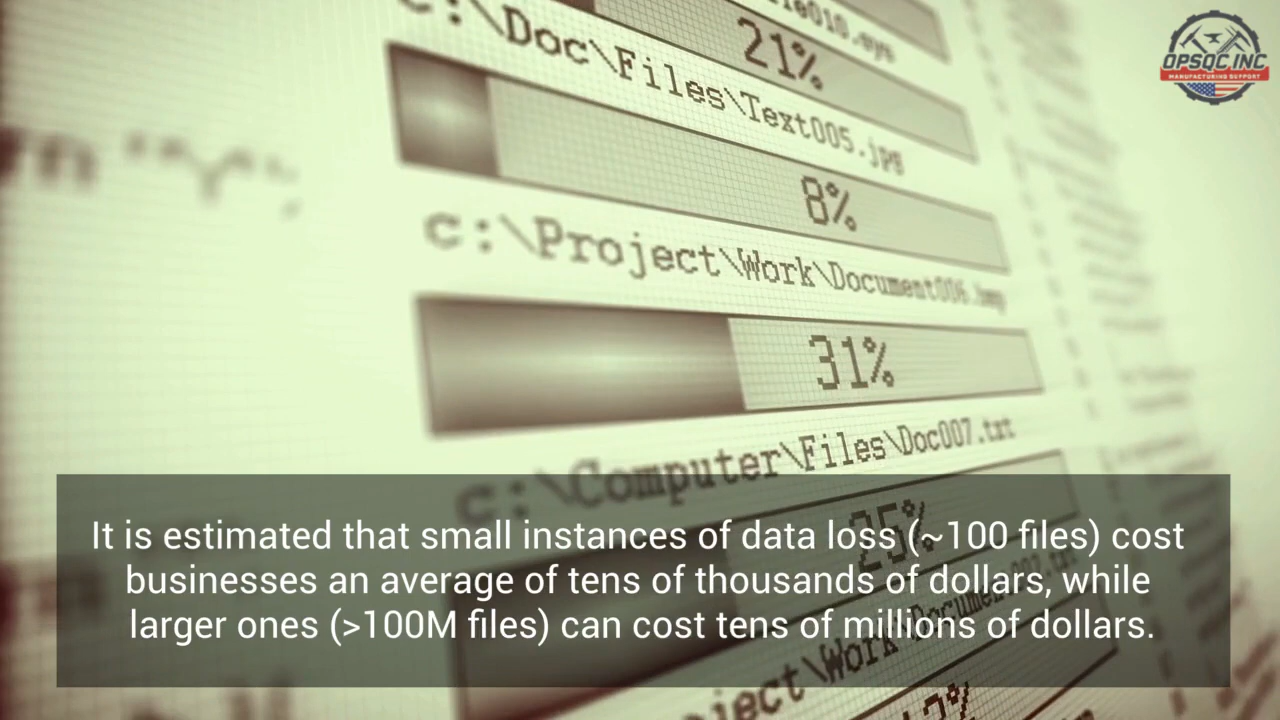 21%
c:\Doc\Files\Text005.jpg
8%
c:\Project\Work\Document006.bmp
31%
c:\Computer\Files\Doc007.txt
25%
OPSQC INC
MANUFACTURING SUPPORT
It is estimated that small instances of data loss (~100 files) cost
businesses an average of tens of thousands of dollars, while
larger ones (>100M files) can cost tens of millions of dollars.